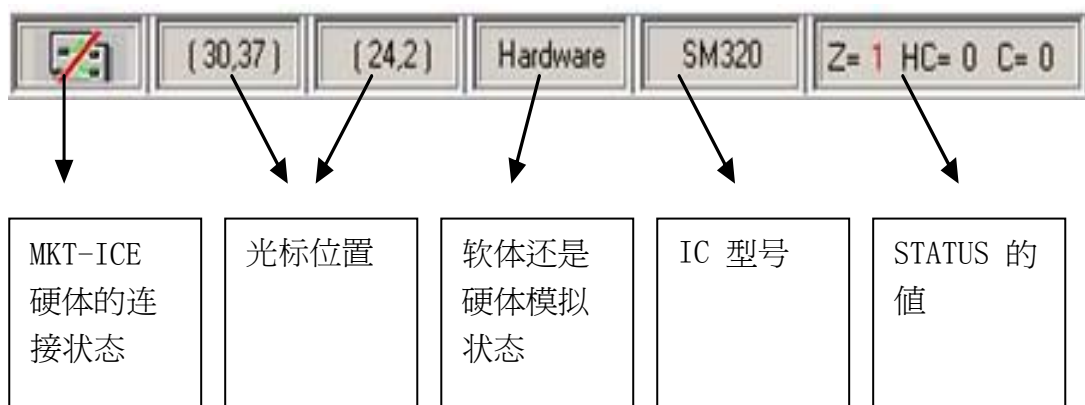 ( 30,37 ) ( 24,2 ) Hardware SM320 Z= 1 HC= 0 C= 0
MKT-ICE
硬体的连
接状态
光标位置
软体还是
硬体模拟
状态
IC 型号
STATUS 的
値